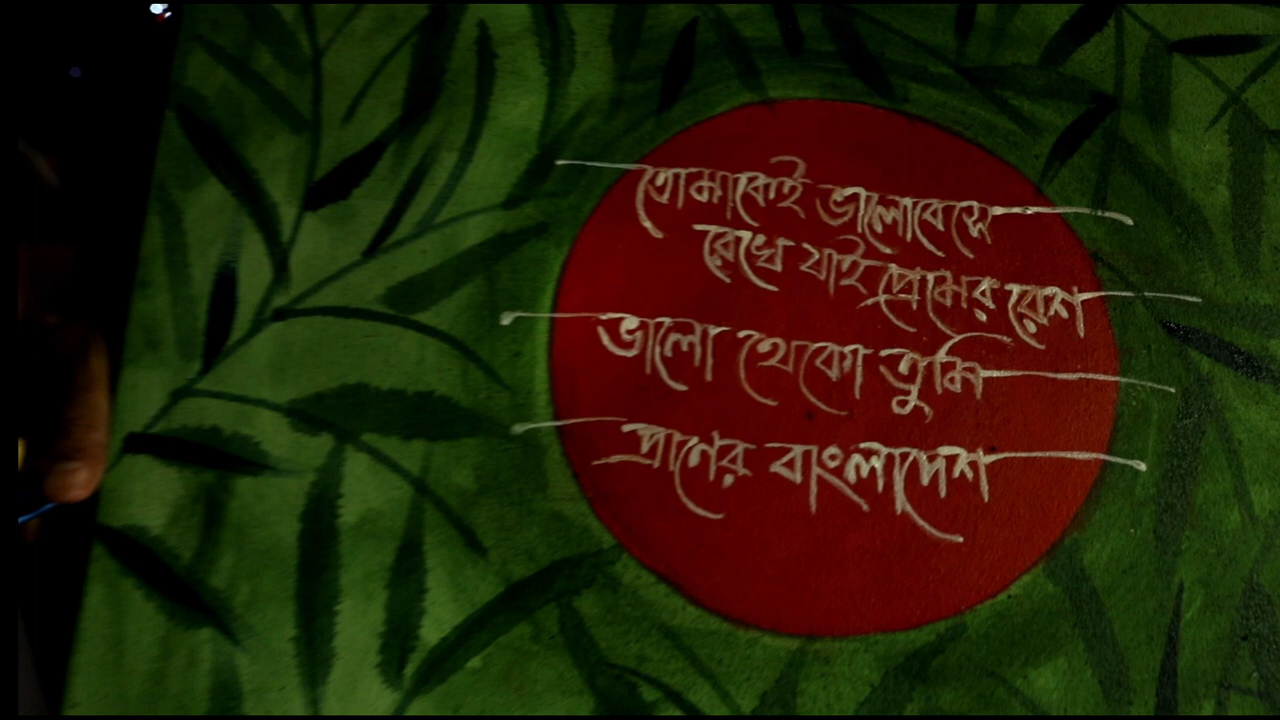 তোমাকেই ভালোবেসে
রেখে যাই প্রেমের রেশ
ভালো থেকো তুমি
প্রাণের বাংলাদেশ